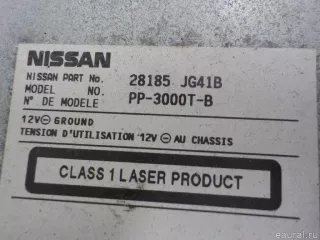 NISSAN
NISSAN PART No. 28185 JG41B
MODEL NO. PP-3000T-B
N° DE MODELE
12V⊖ GROUND
TENSION D'UTILISATION 12V⊖ AU CHASSIS
CLASS 1 LASER PRODUCT
© eaural.ru